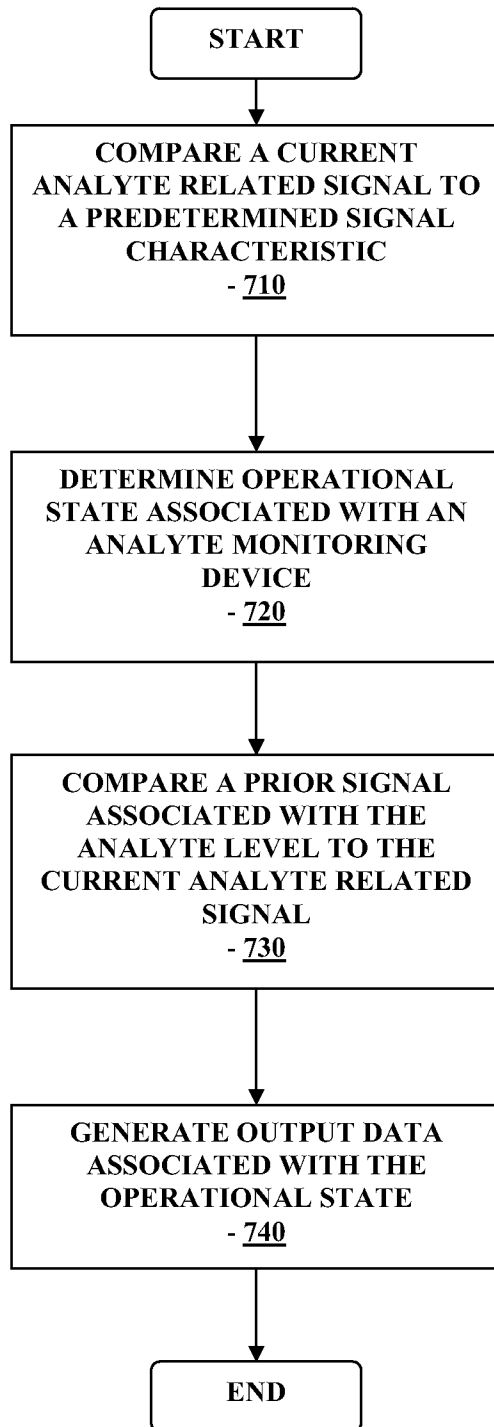 START
COMPARE A CURRENT
ANALYTE RELATED SIGNAL TO
A PREDETERMINED SIGNAL
CHARACTERISTIC
- 710
DETERMINE OPERATIONAL
STATE ASSOCIATED WITH AN
ANALYTE MONITORING
DEVICE
- 720
COMPARE A PRIOR SIGNAL
ASSOCIATED WITH THE
ANALYTE LEVEL TO THE
CURRENT ANALYTE RELATED
SIGNAL
- 730
GENERATE OUTPUT DATA
ASSOCIATED WITH THE
OPERATIONAL STATE
- 740
END